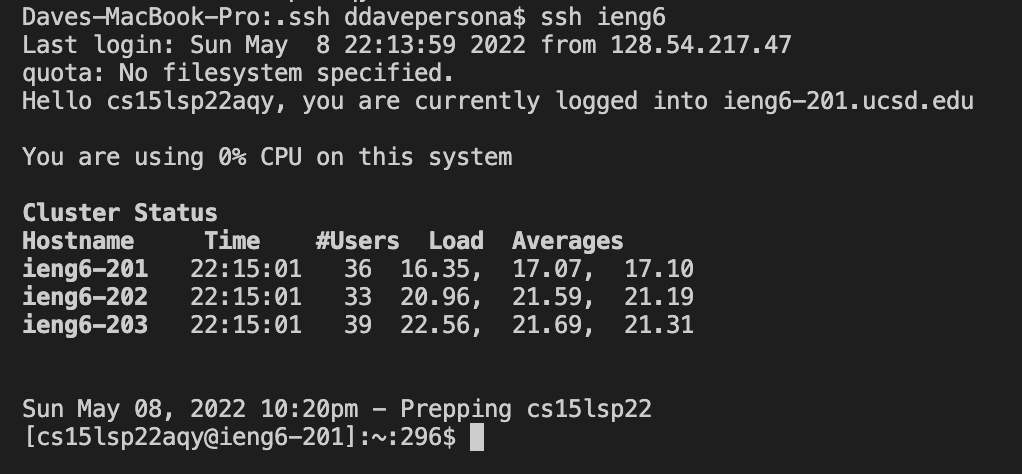 Daves-MacBook-Pro:.ssh ddavepersona$ ssh ieng6
Last login: Sun May  8 22:13:59 2022 from 128.54.217.47
quota: No filesystem specified.
Hello cs15lsp22aqy, you are currently logged into ieng6-201.ucsd.edu
You are using 0% CPU on this system
Cluster Status
Hostname     Time    #Users  Load  Averages
ieng6-201   22:15:01   36  16.35,  17.07,  17.10
ieng6-202   22:15:01   33  20.96,  21.59,  21.19
ieng6-203   22:15:01   39  22.56,  21.69,  21.31
Sun May 08, 2022 10:20pm - Prepping cs15lsp22
[cs15lsp22aqy@ieng6-201]:~:296$